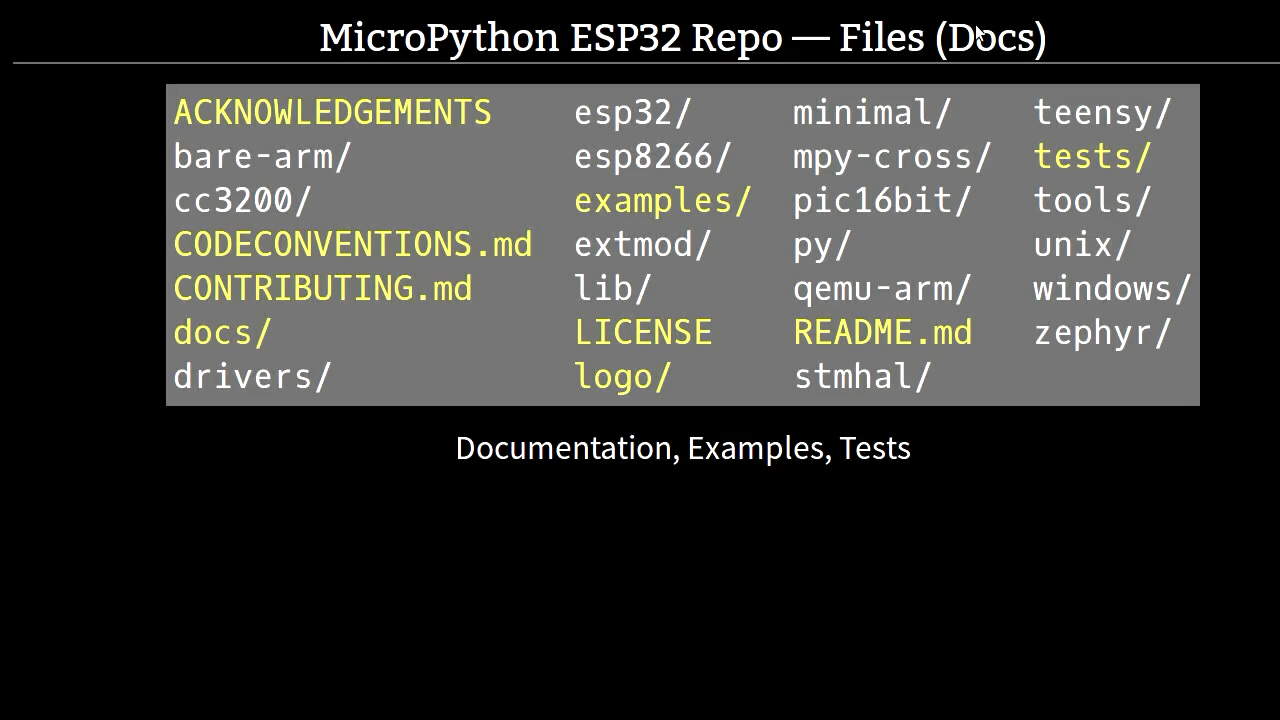 MicroPython ESP32 Repo — Files (Docs)
ACKNOWLEDGEMENTS esp32/ minimal/ teensy/
bare-arm/ esp8266/ mpy-cross/ tests/
cc3200/ examples/ pic16bit/ tools/
CODECONVENTIONS.md extmod/ py/ unix/
CONTRIBUTING.md lib/ qemu-arm/ windows/
docs/ LICENSE README.md zephyr/
drivers/ logo/ stmhal/
Documentation, Examples, Tests